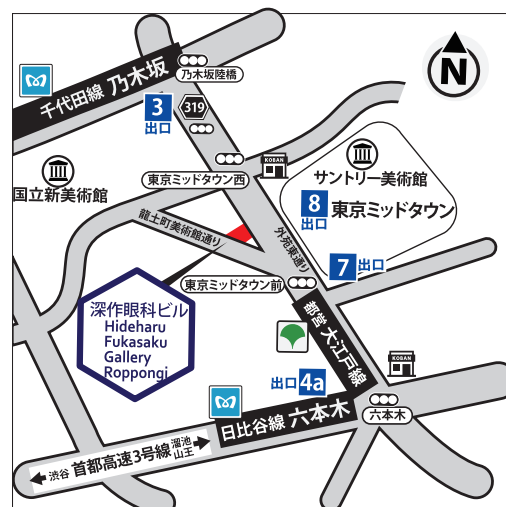 千代田線 乃木坂
乃木坂陸橋
N
3
出口
319
KOBAN
東京ミッドタウン西
国立新美術館
サントリー美術館
8
出口
東京ミッドタウン
龍土町美術館通り
外苑東通り
7 出口
東京ミッドタウン前
深作眼科ビル
Hideharu
Fukasaku
Gallery
Roppongi
都営 大江戸線
KOBAN
出口 4a
日比谷線 六本木
六本木
渋谷 首都高速3号線 溜池
山王